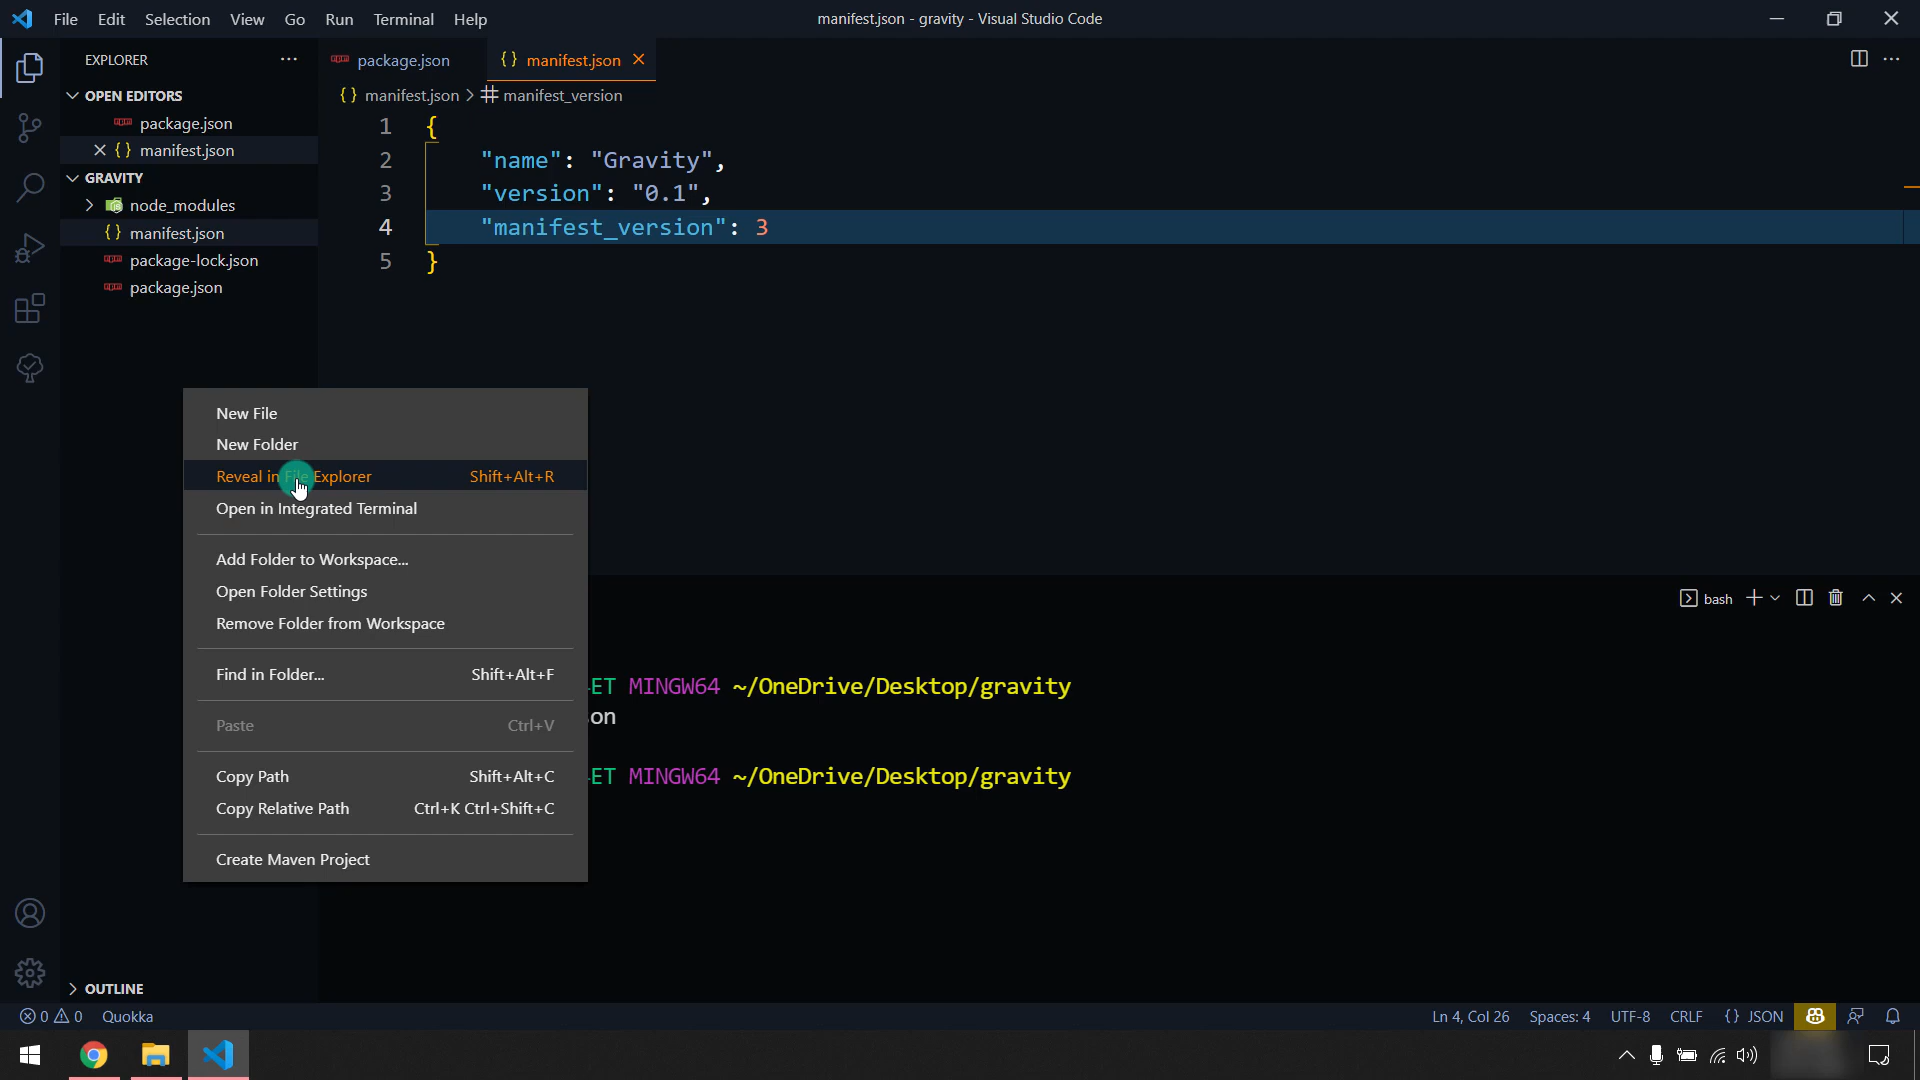 File Edit Selection View Go Run Terminal Help
manifest.json - gravity - Visual Studio Code
EXPLORER
OPEN EDITORS
package.json
manifest.json
GRAVITY
node_modules
manifest.json
package-lock.json
package.json
OUTLINE
package.json
{} manifest.json
{} manifest.json > # manifest_version
1 {
2 "name": "Gravity",
3 "version": "0.1",
4 "manifest_version": 3
5 }
New File
New Folder
Reveal in File Explorer Shift+Alt+R
Open in Integrated Terminal
Add Folder to Workspace...
Open Folder Settings
Remove Folder from Workspace
Find in Folder... Shift+Alt+F
Paste Ctrl+V
Copy Path Shift+Alt+C
Copy Relative Path Ctrl+K Ctrl+Shift+C
Create Maven Project
bash
ET MINGW64 ~/OneDrive/Desktop/gravity
on
ET MINGW64 ~/OneDrive/Desktop/gravity
0 0 Quokka
Ln 4, Col 26 Spaces: 4 UTF-8 CRLF {} JSON